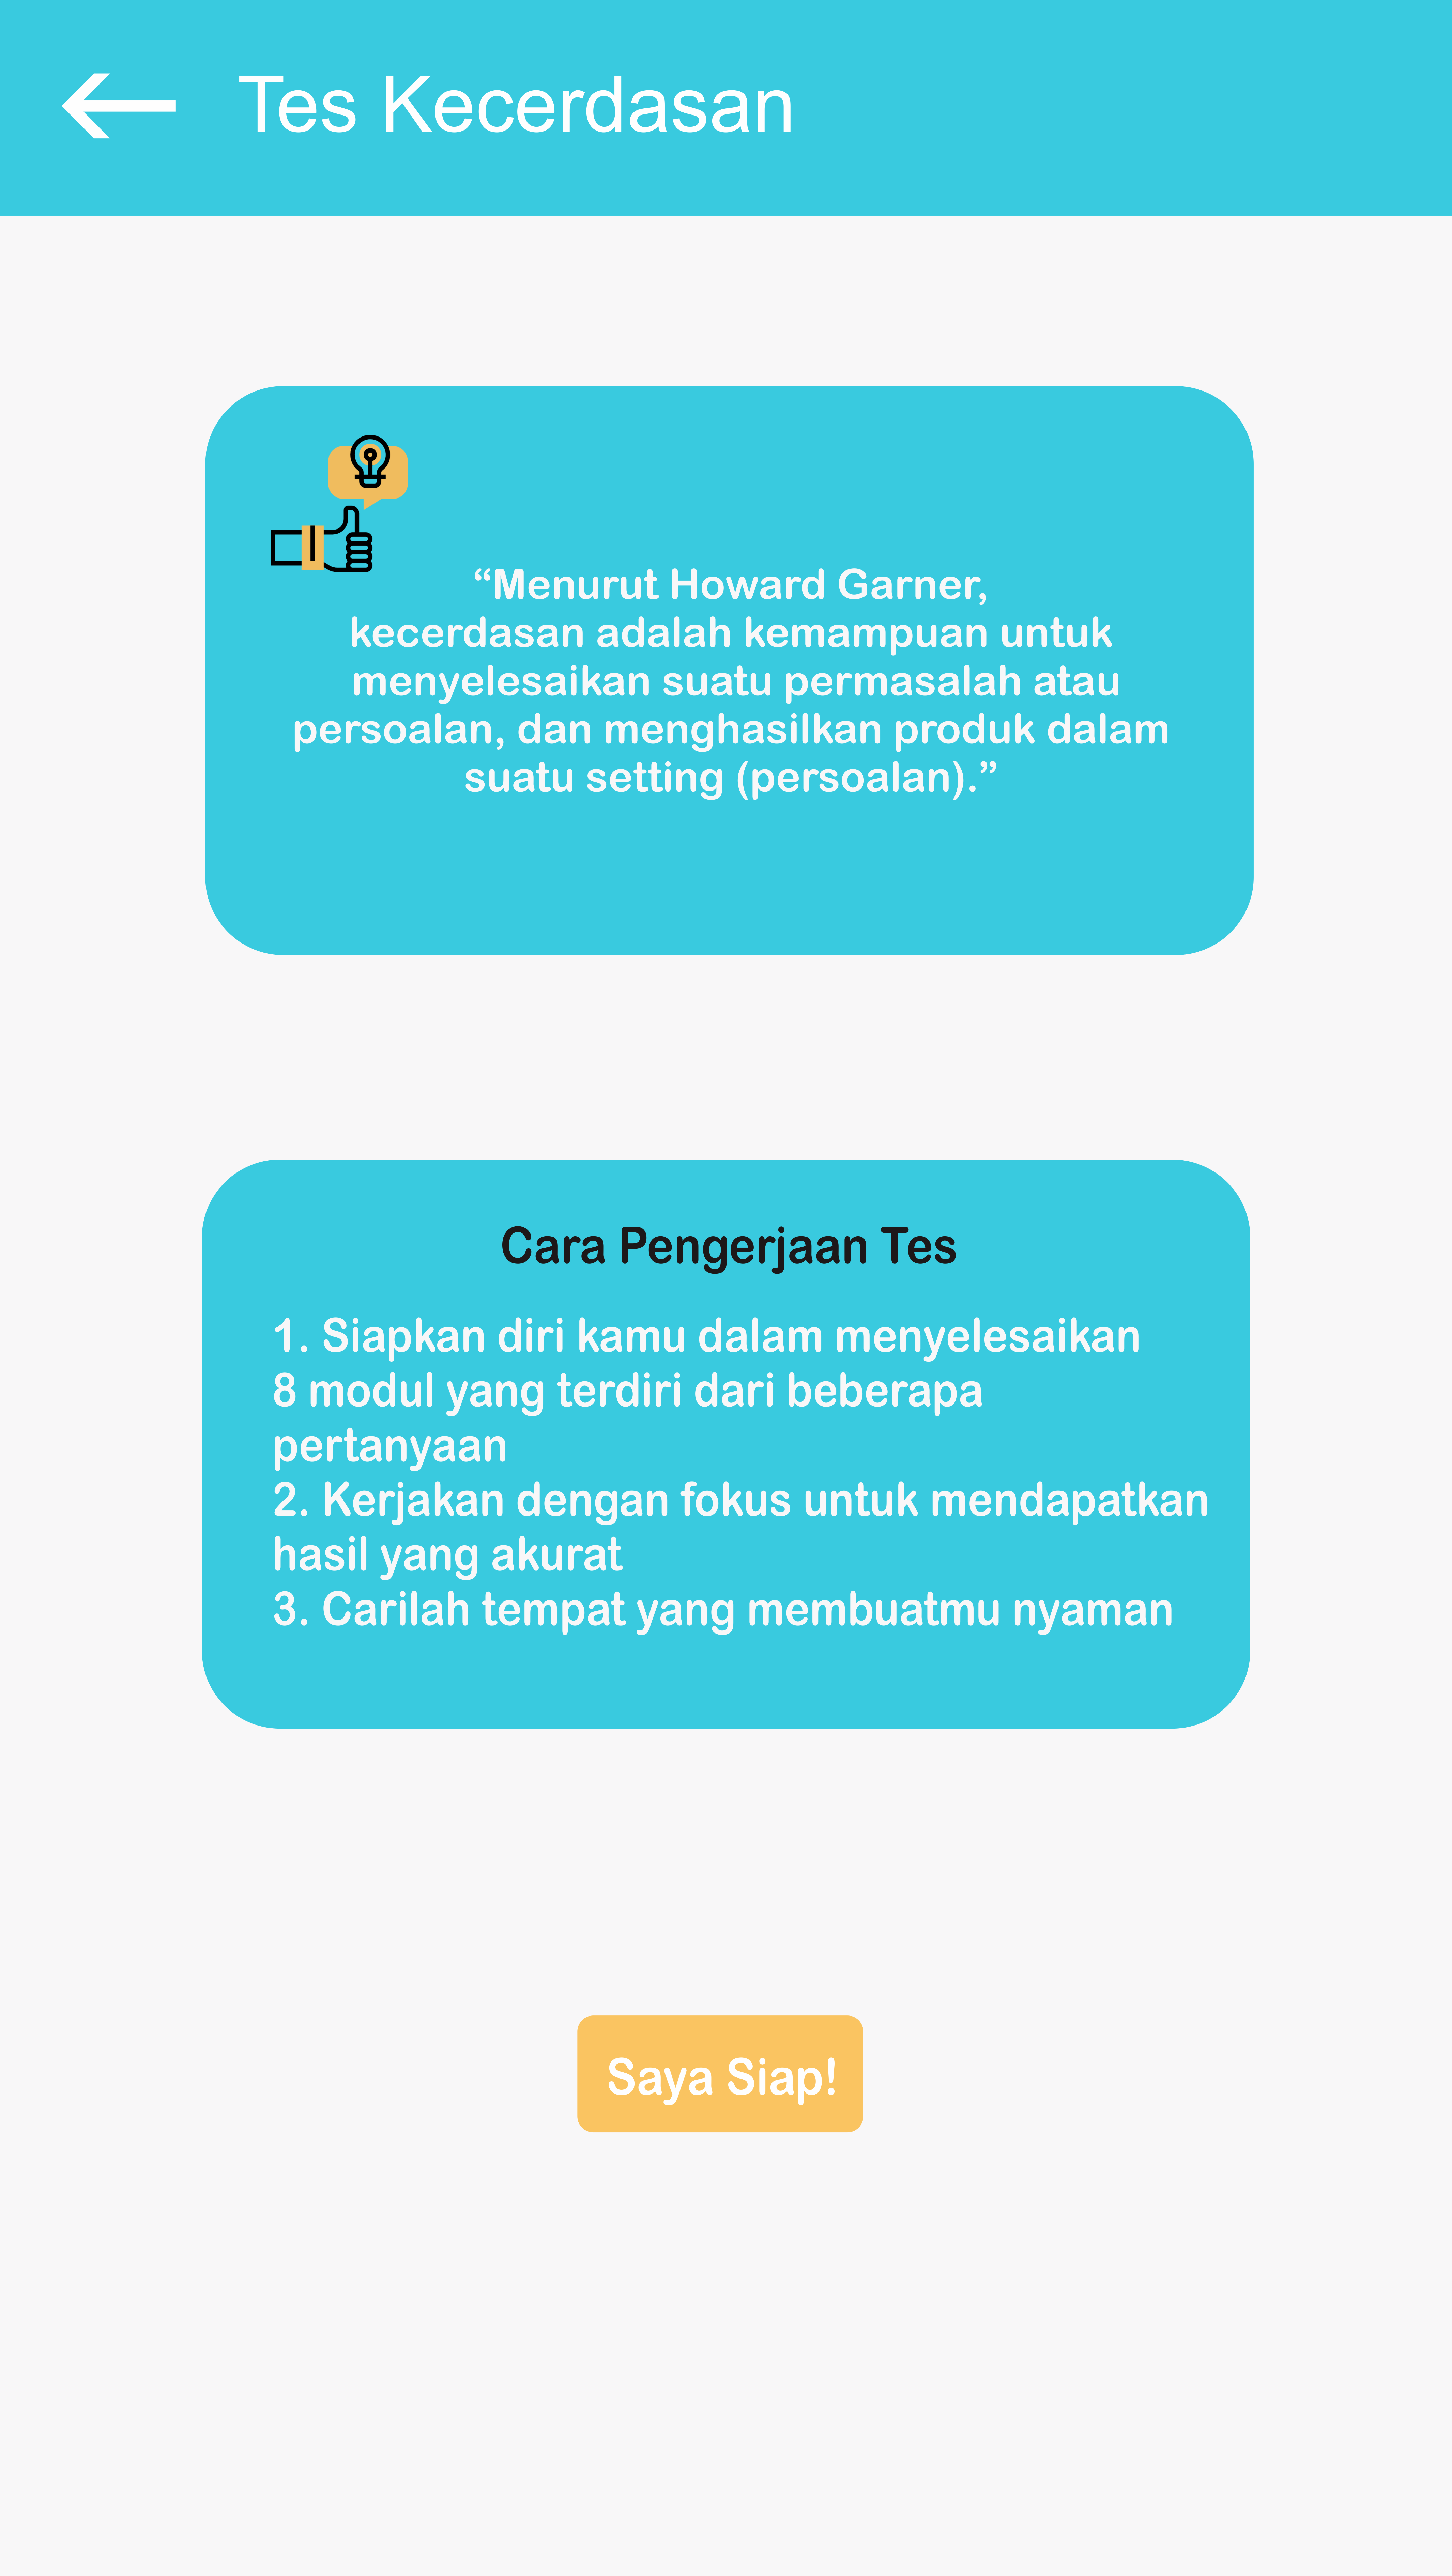 Tes Kecerdasan
“Menurut Howard Garner,
kecerdasan adalah kemampuan untuk
menyelesaikan suatu permasalah atau
persoalan, dan menghasilkan produk dalam
suatu setting (persoalan).”
Cara Pengerjaan Tes
1. Siapkan diri kamu dalam menyelesaikan
8 modul yang terdiri dari beberapa
pertanyaan
2. Kerjakan dengan fokus untuk mendapatkan
hasil yang akurat
3. Carilah tempat yang membuatmu nyaman
Saya Siap!